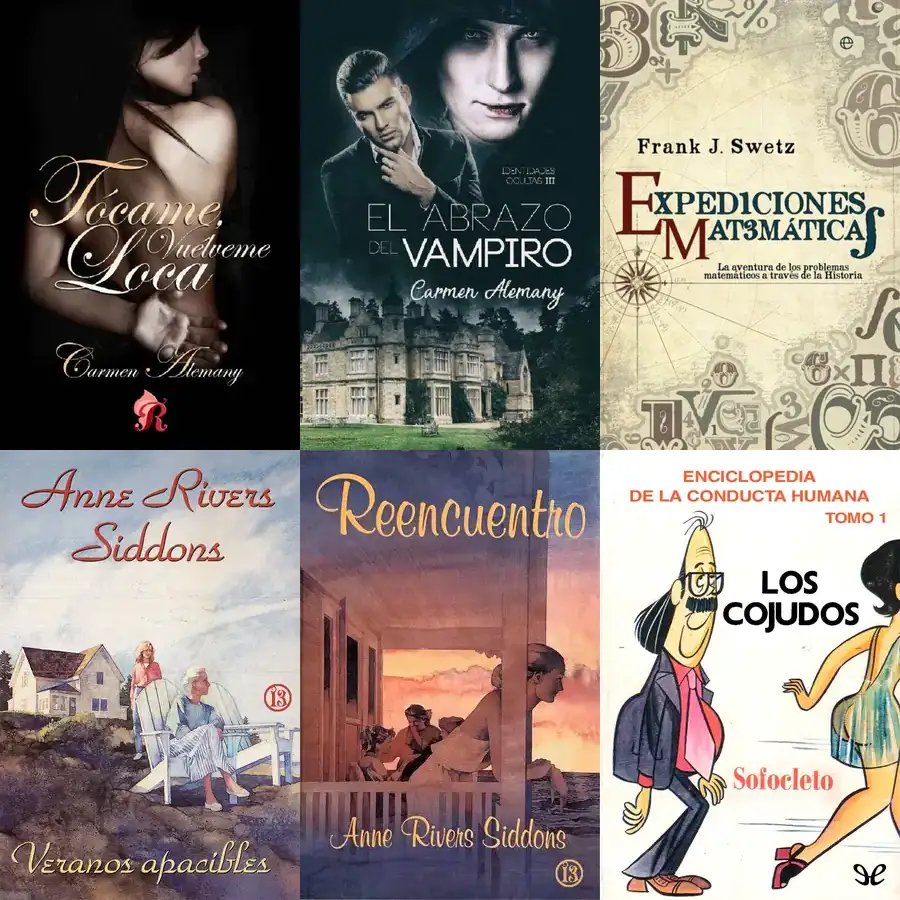 Tócame,
Vuélveme
Loca
Carmen Alemany
R
IDENTIDADES
OCULTAS III
EL ABRAZO
DEL VAMPIRO
Carmen Alemany
e
Frank J. Swetz
EXPED1CIONES
MAT3MÁTICAS
La aventura de los problemas
matemáticos a través de la Historia
Anne Rivers
Siddons
13
Veranos apacibles
Reencuentro
Anne Rivers Siddons
13
ENCICLOPEDIA
DE LA CONDUCTA HUMANA
TOMO 1
LOS
COJUDOS
Sofocleto